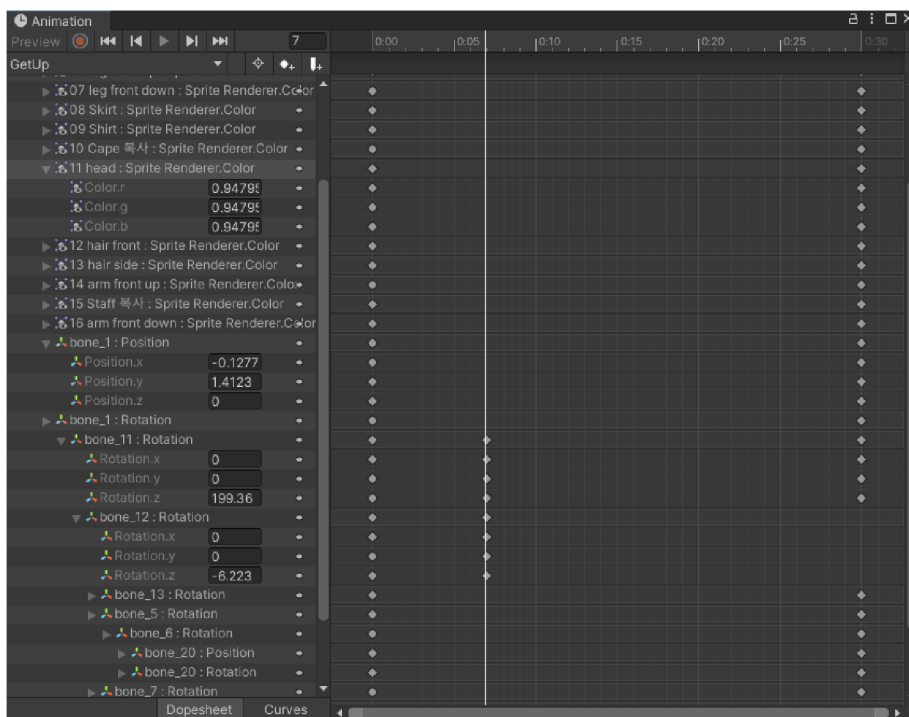 Animation
Preview 7 0:00 0:05 0:10 0:15 0:20 0:25 0:30
GetUp
07 leg front down : Sprite Renderer.Color
08 Skirt : Sprite Renderer.Color
09 Shirt : Sprite Renderer.Color
10 Cape 복사 : Sprite Renderer.Color
11 head : Sprite Renderer.Color
Color.r 0.9479
Color.g 0.9479
Color.b 0.9479
12 hair front : Sprite Renderer.Color
13 hair side : Sprite Renderer.Color
14 arm front up : Sprite Renderer.Color
15 Staff 복사 : Sprite Renderer.Color
16 arm front down : Sprite Renderer.Color
bone_1 : Position
Position.x -0.1277
Position.y 1.4123
Position.z 0
bone_1 : Rotation
bone_11 : Rotation
Rotation.x 0
Rotation.y 0
Rotation.z 199.36
bone_12 : Rotation
Rotation.x 0
Rotation.y 0
Rotation.z -6.223
bone_13 : Rotation
bone_5 : Rotation
bone_6 : Rotation
bone_20 : Position
bone_20 : Rotation
bone_7 : Rotation
Dopesheet Curves